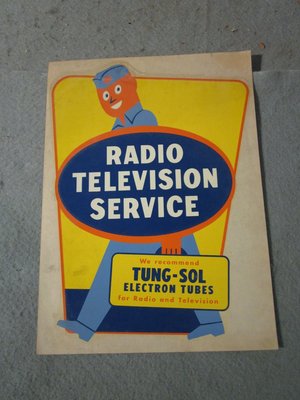 RADIO
TELEVISION
SERVICE
We recommend
TUNG-SOL
ELECTRON TUBES
for Radio and Television